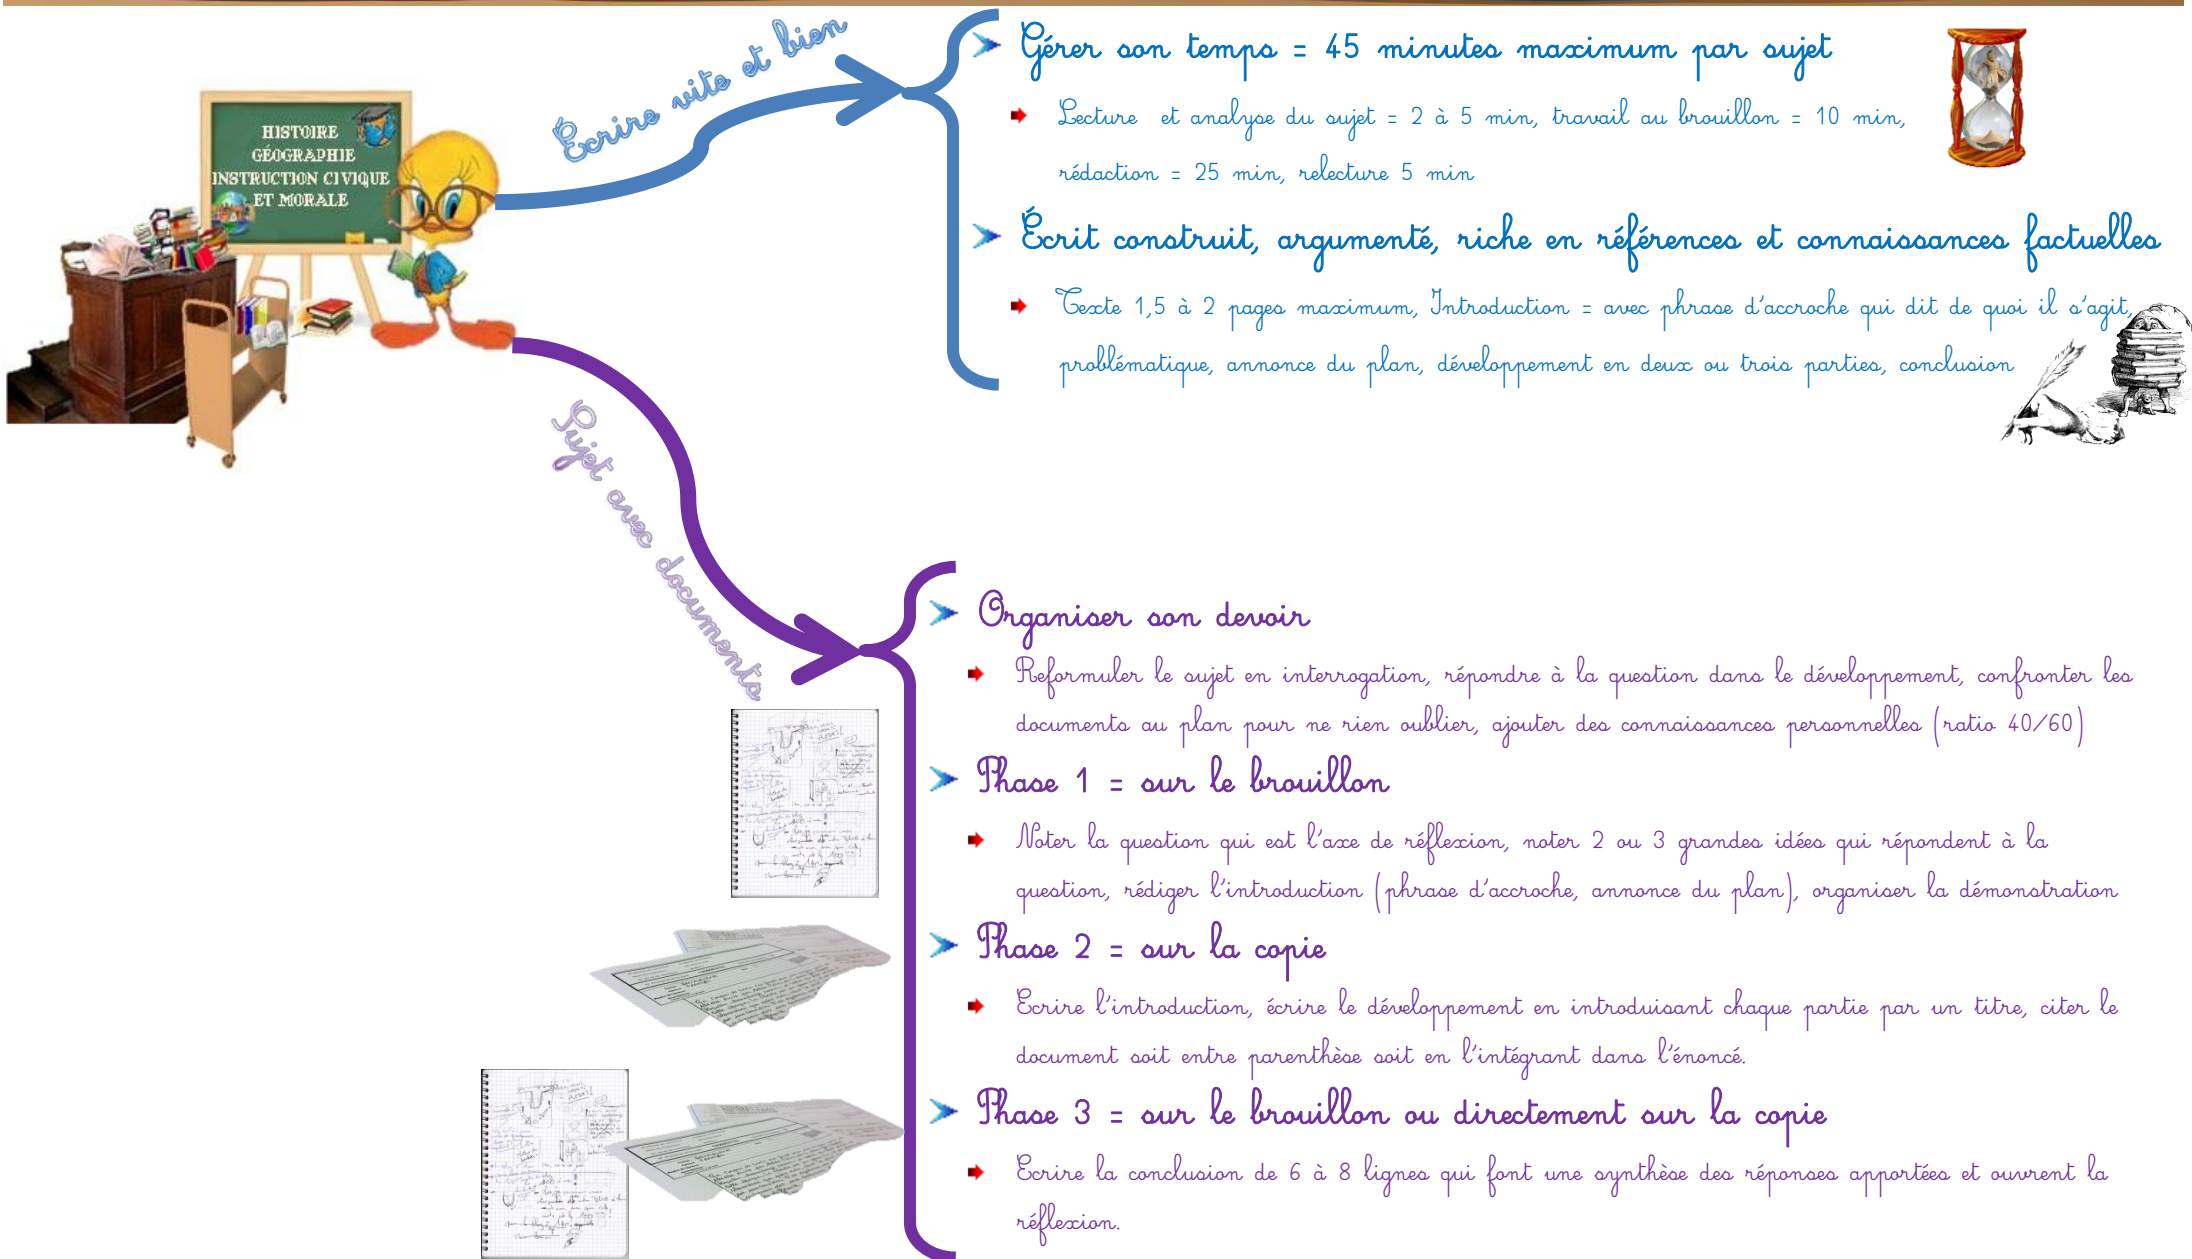 HISTOIRE
GÉOGRAPHIE
INSTRUCTION CIVIQUE
ET MORALE
Écrire vite et bien
Gérer son temps = 45 minutes maximum par sujet
Lecture et analyse du sujet = 2 à 5 min, travail au brouillon = 10 min,
rédaction = 25 min, relecture 5 min
Écrit construit, argumenté, riche en références et connaissances factuelles
Texte 1,5 à 2 pages maximum, Introduction = avec phrase d'accroche qui dit de quoi il s'agit,
problématique, annonce du plan, développement en deux ou trois parties, conclusion
Sujet avec documents
Organiser son devoir
Reformuler le sujet en interrogation, répondre à la question dans le développement, confronter les
documents au plan pour ne rien oublier, ajouter des connaissances personnelles (ratio 40/60)
Phase 1 = sur le brouillon
Noter la question qui est l'axe de réflexion, noter 2 ou 3 grandes idées qui répondent à la
question, rédiger l'introduction (phrase d'accroche, annonce du plan), organiser la démonstration
Phase 2 = sur la copie
Ecrire l'introduction, écrire le développement en introduisant chaque partie par un titre, citer le
document soit entre parenthèse soit en l'intégrant dans l'énoncé.
Phase 3 = sur le brouillon ou directement sur la copie
Ecrire la conclusion de 6 à 8 lignes qui font une synthèse des réponses apportées et ouvrent la
réflexion.